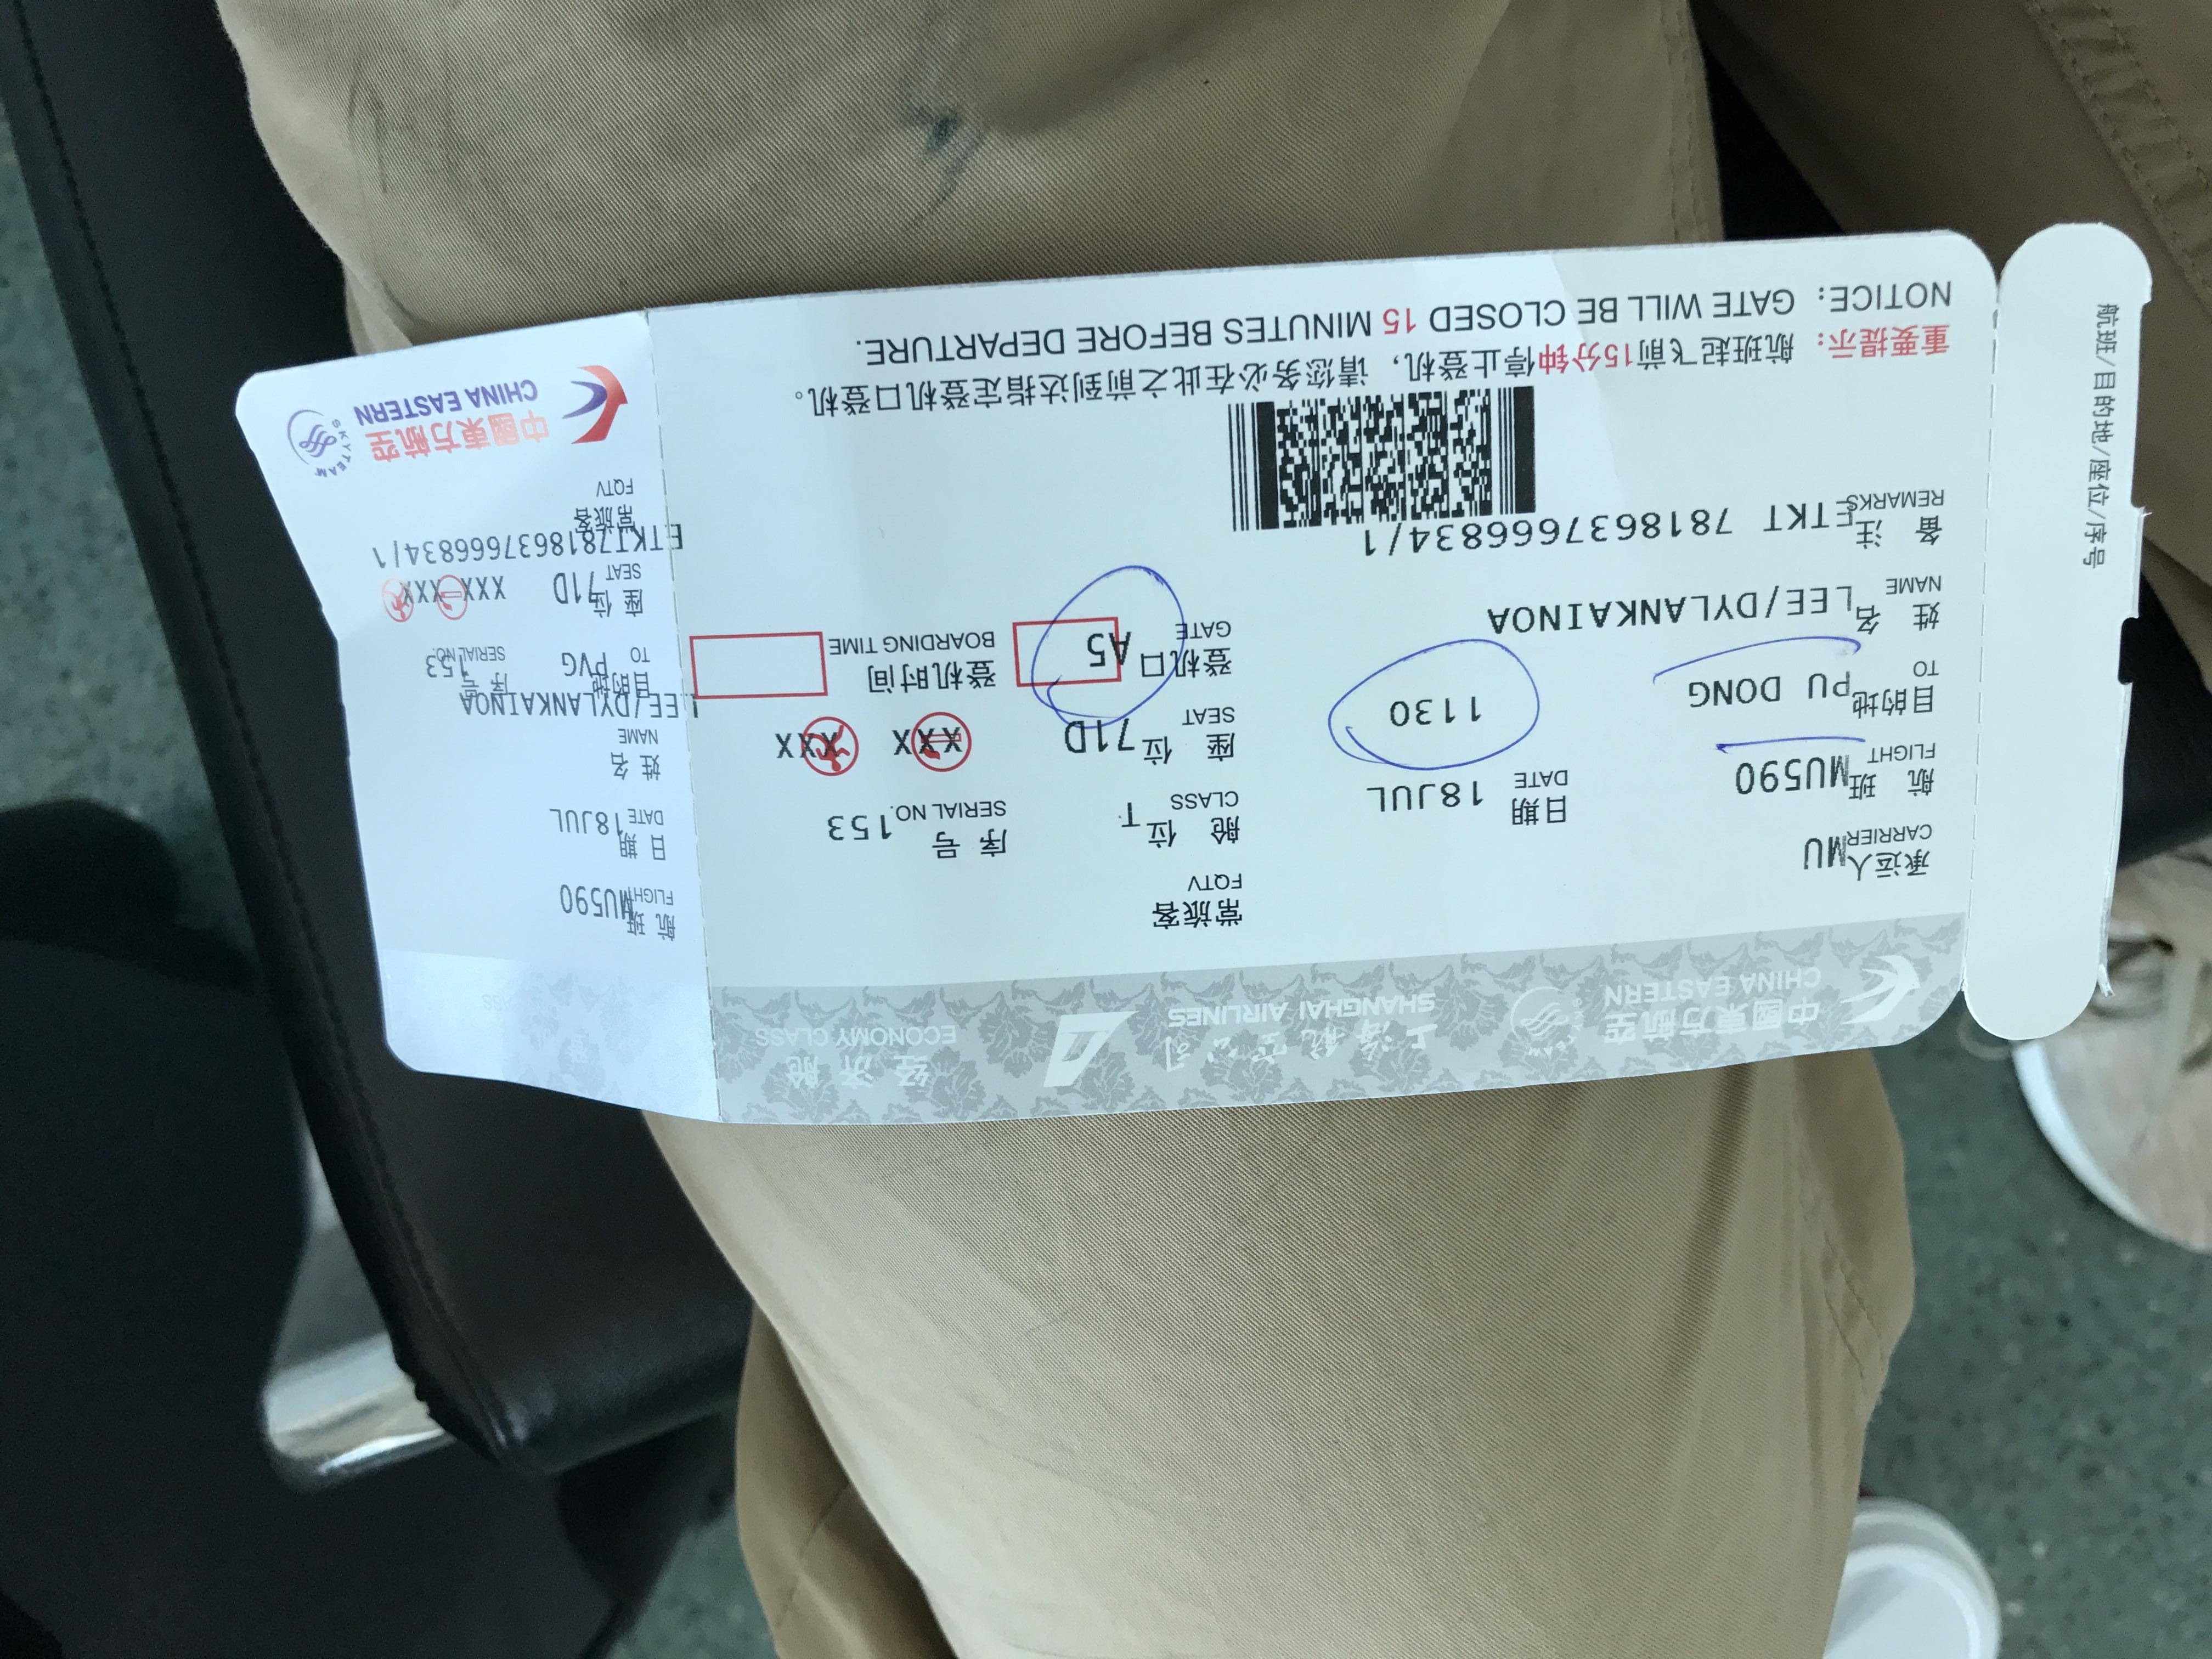 中國東方航空
CHINA EASTERN
SKYTEAM
上海航空公司
SHANGHAI AIRLINES
经济舱
ECONOMY CLASS
常旅客
FQTV
承运人
CARRIER
MU
日期
DATE
18JUL
舱 位
CLASS
T
序 号
SERIAL NO.
153
航 班
FLIGHT
MU590
1130
座 位
SEAT
71D
XXX
XXX
目的地
TO
PU DONG
登机口
GATE
A5
登机时间
BOARDING TIME
姓 名
NAME
LEE/DYLANKAINOA
备 注
REMARKS
ETKT 7818637666834/1
重要提示：航班起飞前15分钟停止登机，请您务必在此之前到达指定登机口登机。
NOTICE: GATE WILL BE CLOSED 15 MINUTES BEFORE DEPARTURE.
航 班
FLIGHT
MU590
日 期
DATE
18JUL
姓 名
NAME
LEE/DYLANKAINOA
目的地
TO
PVG
序 号
SERIAL NO.
153
座 位
SEAT
71D
XXX
XXX
ETKT7818637666834/1
常旅客
FQTV
中國東方航空
CHINA EASTERN
SKYTEAM
航班/目的地/座位/序号